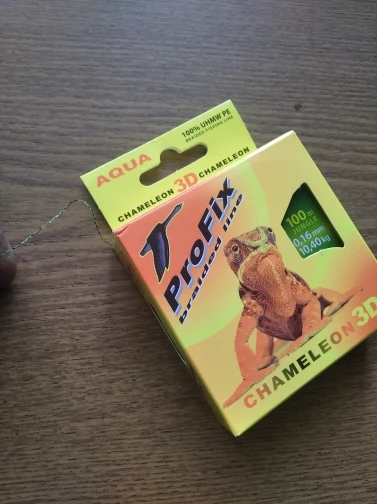 AQUA
100% UHMW PE
BRAIDED FISHING LINE
CHAMELEON 3D CHAMELEON
ProFix
braided line
100 m
JUNGLE
0,16 mm
10,40 kg
CHAMELEON 3D